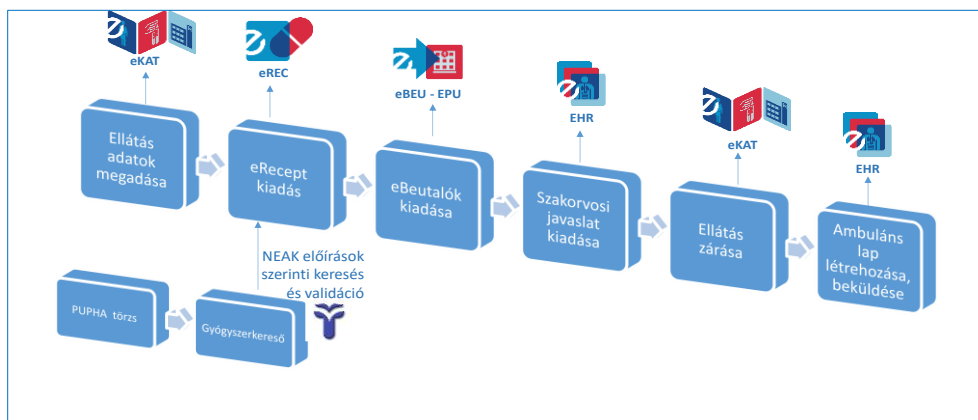 eKAT
eREC
eBEU - EPU
EHR
eKAT
EHR
Ellátás
adatok
megadása
eRecept
kiadás
eBeutalók
kiadása
Szakorvosi
javaslat
kiadása
Ellátás
zárása
Ambuláns
lap
létrehozása,
beküldése
NEAK előírások
szerinti keresés
és validáció
PUPHA törzs
Gyógyszerkereső